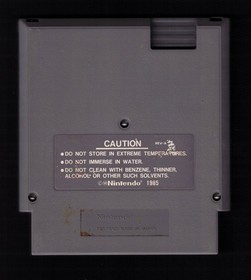 CAUTION
REV-A
● DO NOT STORE IN EXTREME TEMPERATURES.
● DO NOT IMMERSE IN WATER.
● DO NOT CLEAN WITH BENZENE, THINNER,
ALCOHOL OR OTHER SUCH SOLVENTS.
©Nintendo® 1985